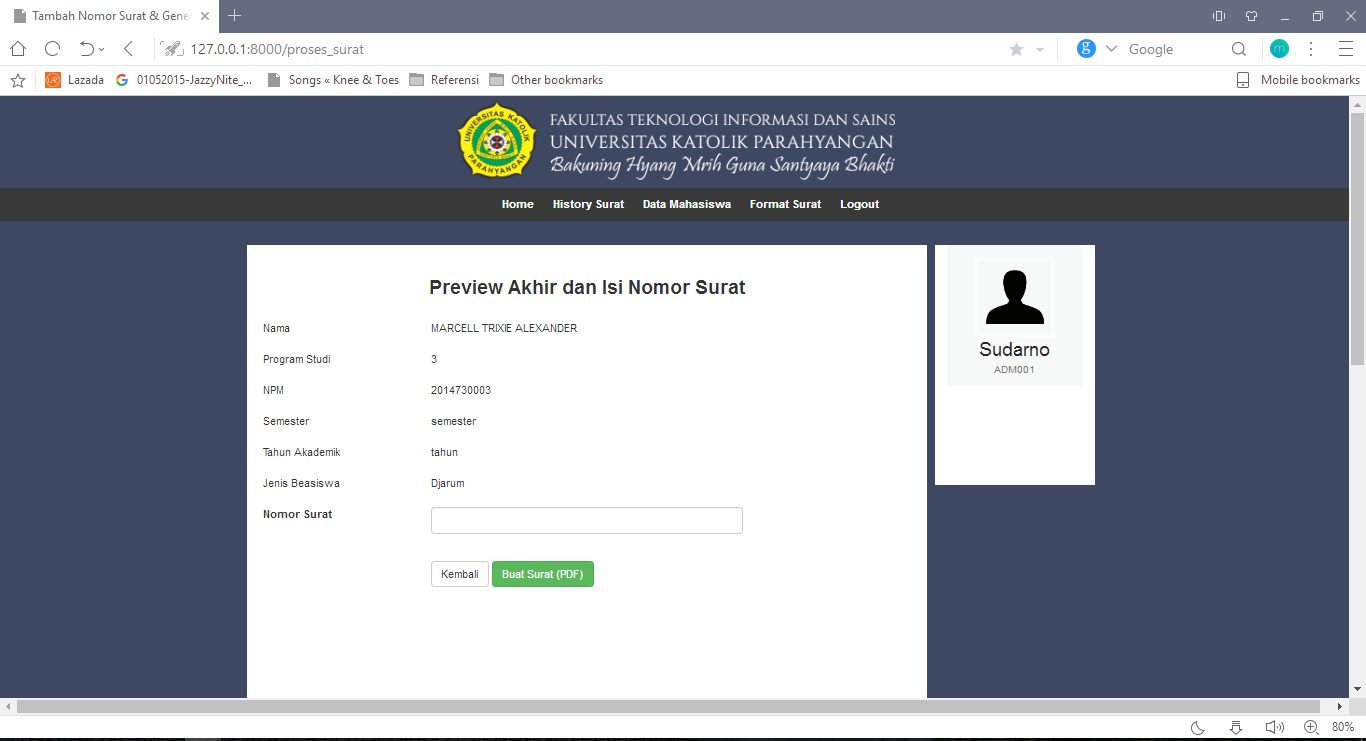 Tambah Nomor Surat & Gene
127.0.0.1:8000/proses_surat
g
Google
m
Lazada
01052015-JazzyNite_...
Songs « Knee & Toes
Referensi
Other bookmarks
Mobile bookmarks
UNIVERSITAS KATOLIK
PARAHYANGAN
FAKULTAS TEKNOLOGI INFORMASI DAN SAINS
UNIVERSITAS KATOLIK PARAHYANGAN
Bakuning Hyang Mrih Guna Santyaya Bhakti
Home History Surat Data Mahasiswa Format Surat Logout
Preview Akhir dan Isi Nomor Surat
Nama MARCELL TRIXIE ALEXANDER
Program Studi 3
NPM 2014730003
Semester semester
Tahun Akademik tahun
Jenis Beasiswa Djarum
Nomor Surat
Kembali Buat Surat (PDF)
Sudarno
ADM001
80%